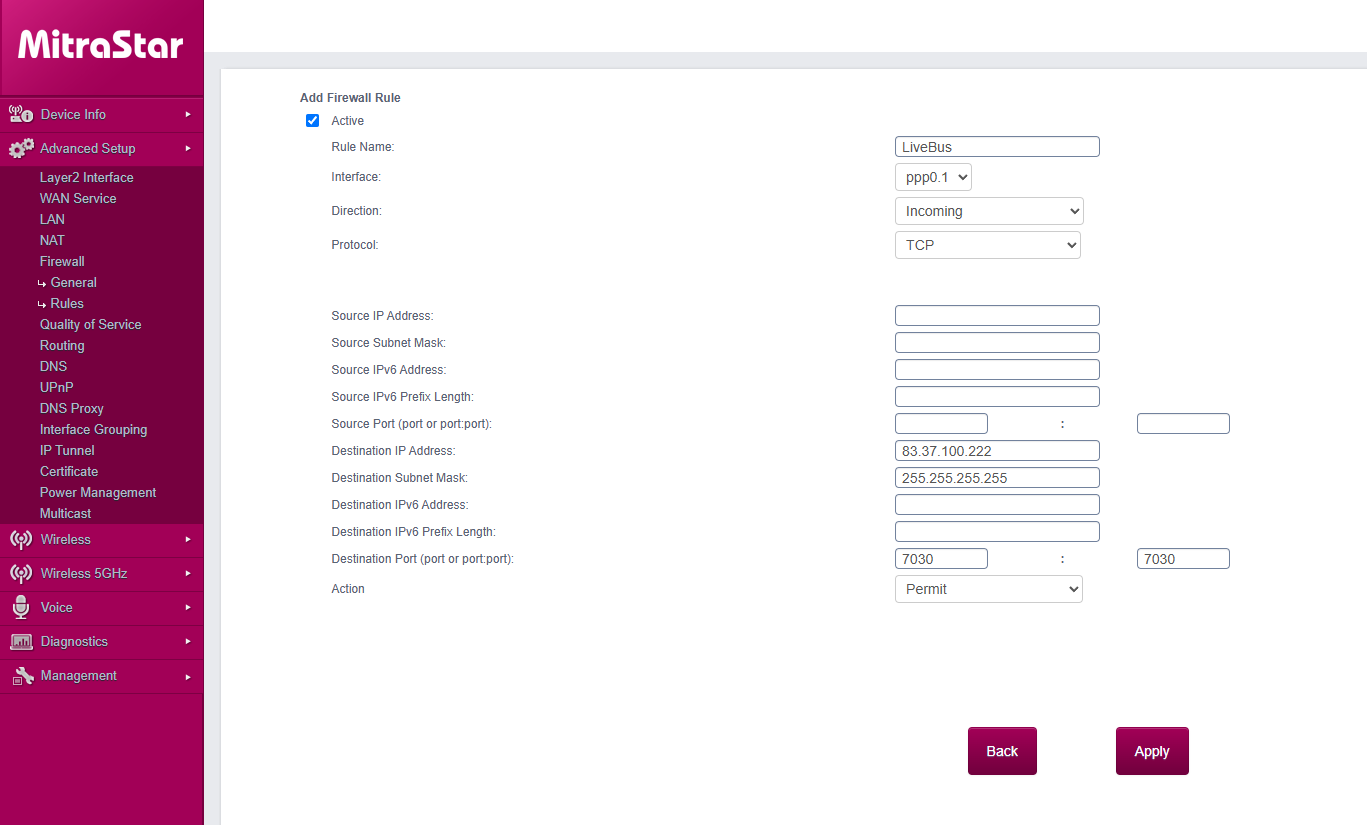 MitraStar
Device Info
Advanced Setup
Layer2 Interface
WAN Service
LAN
NAT
Firewall
General
Rules
Quality of Service
Routing
DNS
UPnP
DNS Proxy
Interface Grouping
IP Tunnel
Certificate
Power Management
Multicast
Wireless
Wireless 5GHz
Voice
Diagnostics
Management
Add Firewall Rule
Active
Rule Name: LiveBus
Interface: ppp0.1
Direction: Incoming
Protocol: TCP
Source IP Address:
Source Subnet Mask:
Source IPv6 Address:
Source IPv6 Prefix Length:
Source Port (port or port:port): :
Destination IP Address: 83.37.100.222
Destination Subnet Mask: 255.255.255.255
Destination IPv6 Address:
Destination IPv6 Prefix Length:
Destination Port (port or port:port): 7030 : 7030
Action Permit
Back Apply